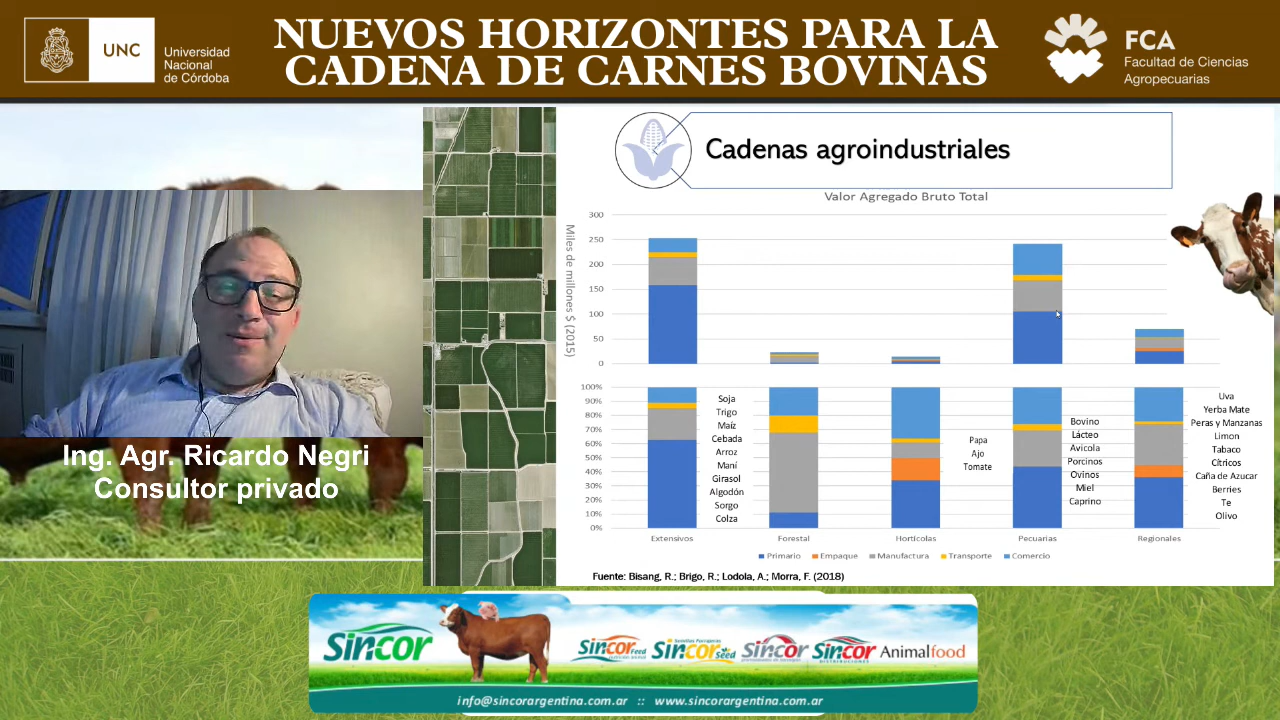 UNC
Universidad
Nacional
de Córdoba
NUEVOS HORIZONTES PARA LA
CADENA DE CARNES BOVINAS
FCA
Facultad de Ciencias
Agropecuarias
Cadenas agroindustriales
Valor Agregado Bruto Total
Miles de millones $ (2015)
300
250
200
150
100
50
0
100%
90%
80%
70%
60%
50%
40%
30%
20%
10%
0%
Soja
Trigo
Maíz
Cebada
Arroz
Maní
Girasol
Algodón
Sorgo
Colza
Papa
Ajo
Tomate
Bovino
Lácteo
Avicola
Porcinos
Ovinos
Miel
Caprino
Uva
Yerba Mate
Peras y Manzanas
Limon
Tabaco
Cítricos
Caña de Azucar
Berries
Te
Olivo
Extensivos Forestal Hortícolas Pecuarias Regionales
Primario Empaque Manufactura Transporte Comercio
Fuente: Bisang, R.; Brigo, R.; Lodola, A.; Morra, F. (2018)
Ing. Agr. Ricardo Negri
Consultor privado
Sincor
Sincor Feed
Sincor Seed
Sincor
Sincor
DISTRIBUCIONES
Animalfood
info@sincorargentina.com.ar :: www.sincorargentina.com.ar